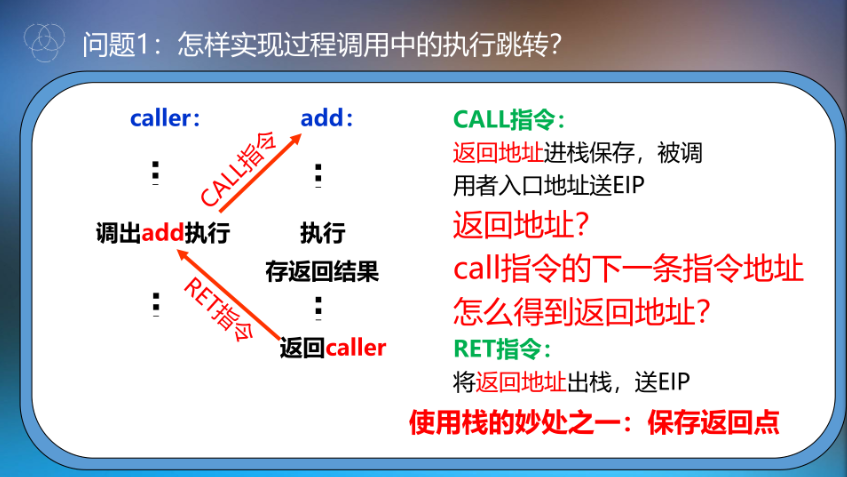 问题1：怎样实现过程调用中的执行跳转？
caller：
add：
CALL指令
调出add执行
执行
存返回结果
RET指令
返回caller
CALL指令：
返回地址进栈保存，被调
用者入口地址送EIP
返回地址？
call指令的下一条指令地址
怎么得到返回地址？
RET指令：
将返回地址出栈，送EIP
使用栈的妙处之一：保存返回点